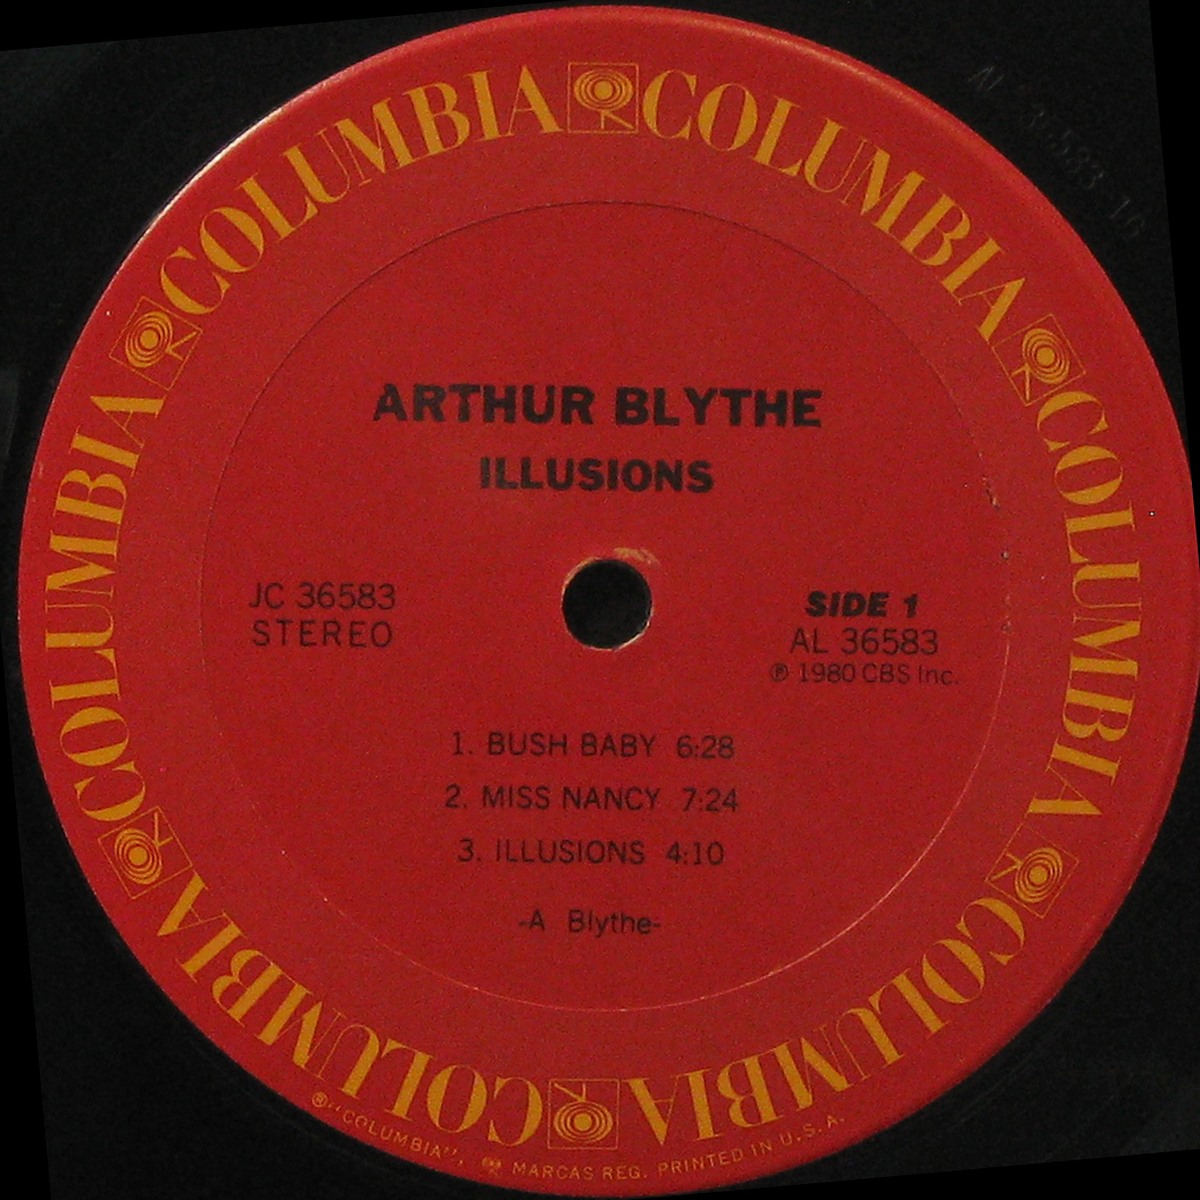 COLUMBIA COLUMBIA COLUMBIA COLUMBIA COLUMBIA COLUMBIA
ARTHUR BLYTHE
ILLUSIONS
JC 36583
STEREO
SIDE 1
AL 36583
℗ 1980 CBS Inc.
1. BUSH BABY 6:28
2. MISS NANCY 7:24
3. ILLUSIONS 4:10
-A Blythe-
®"COLUMBIA", MARCAS REG. PRINTED IN U.S.A.